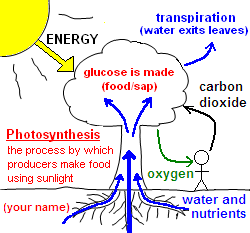 transpiration
(water exits leaves)
ENERGY
glucose is made
(food/sap)
carbon
dioxide
Photosynthesis
the process by which
producers make food
using sunlight
oxygen
(your name)
water and
nutrients